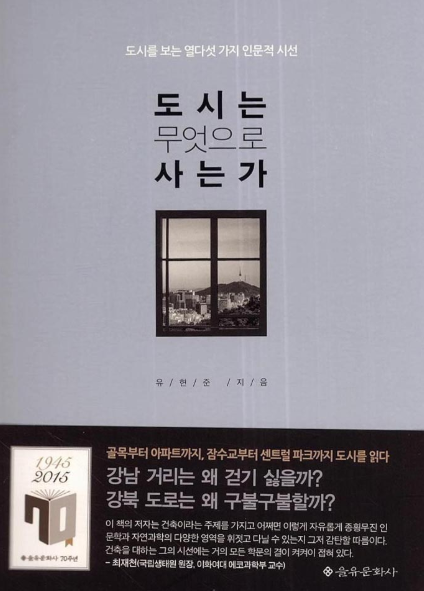 도시를 보는 열다섯 가지 인문적 시선
도시는
무엇으로
사는가
유/현/준 /지/음
골목부터 아파트까지, 잠수교부터 센트럴 파크까지 도시를 읽다
강남 거리는 왜 걷기 싫을까?
강북 도로는 왜 구불구불할까?
이 책의 저자는 건축이라는 주제를 가지고 어쩌면 이렇게 자유롭게 종횡무진 인
문학과 자연과학의 다양한 영역을 휘젓고 다닐 수 있는지 그저 감탄할 따름이다.
건축을 대하는 그의 시선에는 거의 모든 학문의 결이 켜켜이 접혀 있다.
- 최재천(국립생태원 원장, 이화여대 에코과학부 교수)
1945
2015
70
을유문화사 70주년
을유문화사